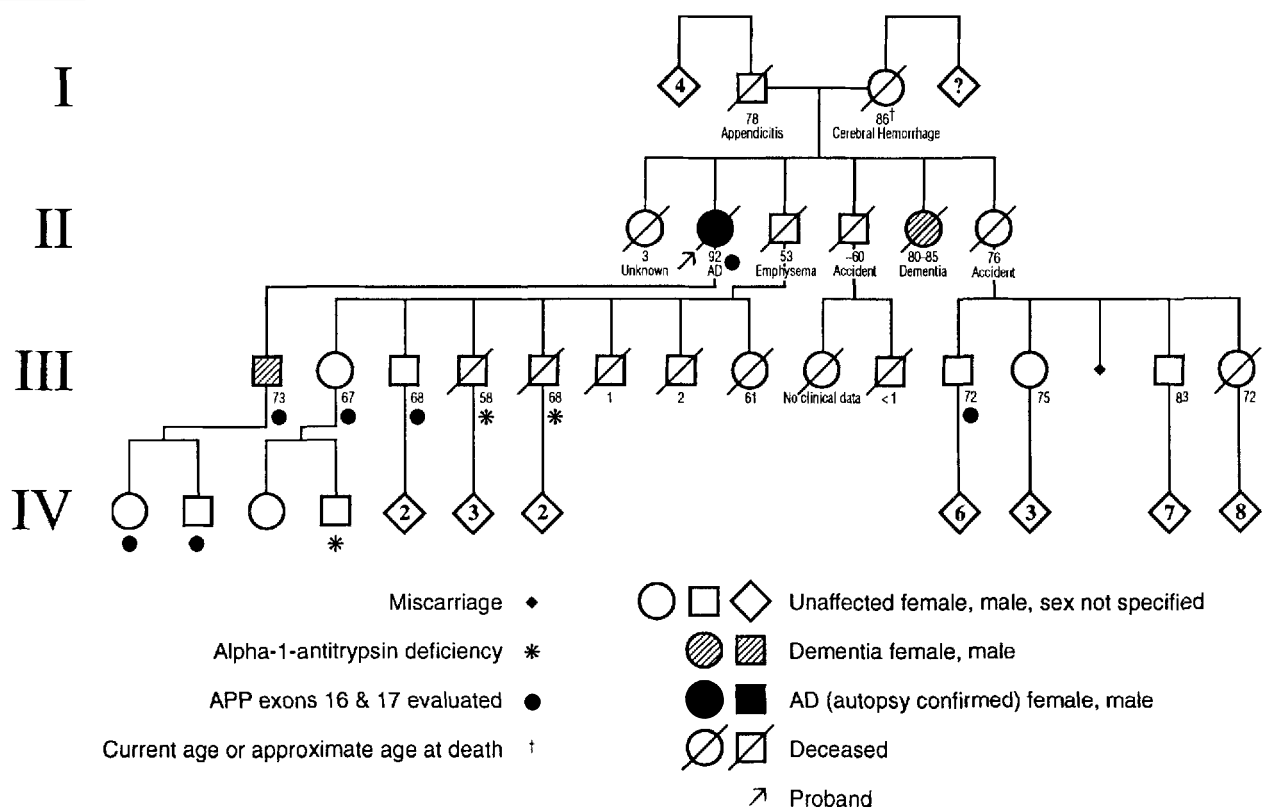 I
4
?
78
Appendicitis
86†
Cerebral Hemorrhage
II
3
Unknown
92
AD
53
Emphysema
~60
Accident
80-85
Dementia
76
Accident
III
73
67
68
58
*
68
*
1
2
61
No clinical data
<1
72
75
83
72
IV
*
2
3
2
6
3
7
8
Miscarriage
Unaffected female, male, sex not specified
Alpha-1-antitrypsin deficiency *
Dementia female, male
APP exons 16 & 17 evaluated
AD (autopsy confirmed) female, male
Current age or approximate age at death †
Deceased
Proband